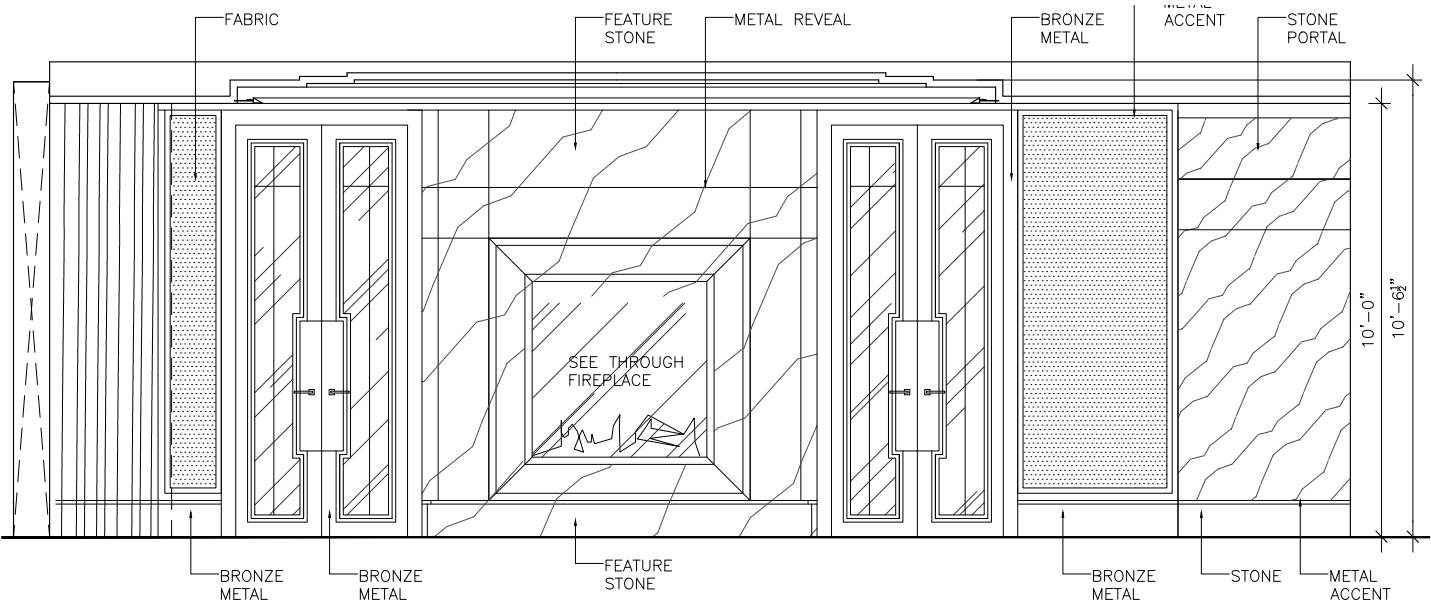 FABRIC
FEATURE
STONE
METAL REVEAL
BRONZE
METAL
METAL
ACCENT
STONE
PORTAL
SEE THROUGH
FIREPLACE
10'-0"
10'-6½"
BRONZE
METAL
BRONZE
METAL
FEATURE
STONE
BRONZE
METAL
STONE
METAL
ACCENT